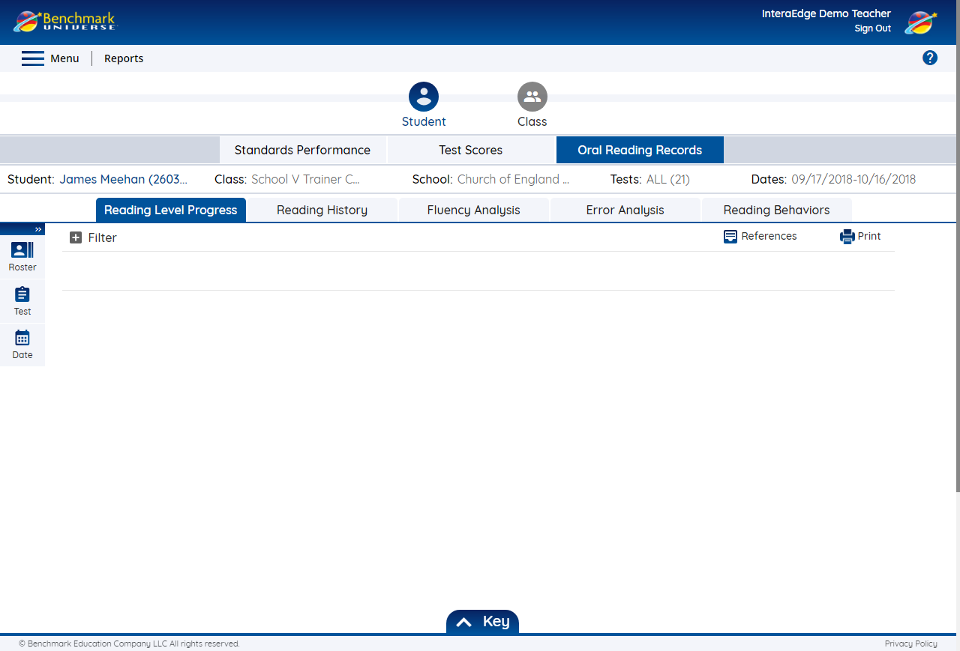 Benchmark
UNIVERSE
InteraEdge Demo Teacher
Sign Out
Menu
Reports
?
Student
Class
Standards Performance
Test Scores
Oral Reading Records
Student: James Meehan (2603...
Class: School V Trainer C...
School: Church of England ...
Tests: ALL (21)
Dates: 09/17/2018-10/16/2018
Reading Level Progress
Reading History
Fluency Analysis
Error Analysis
Reading Behaviors
»
Roster
Test
Date
+ Filter
References
Print
Key
© Benchmark Education Company LLC All rights reserved.
Privacy Policy